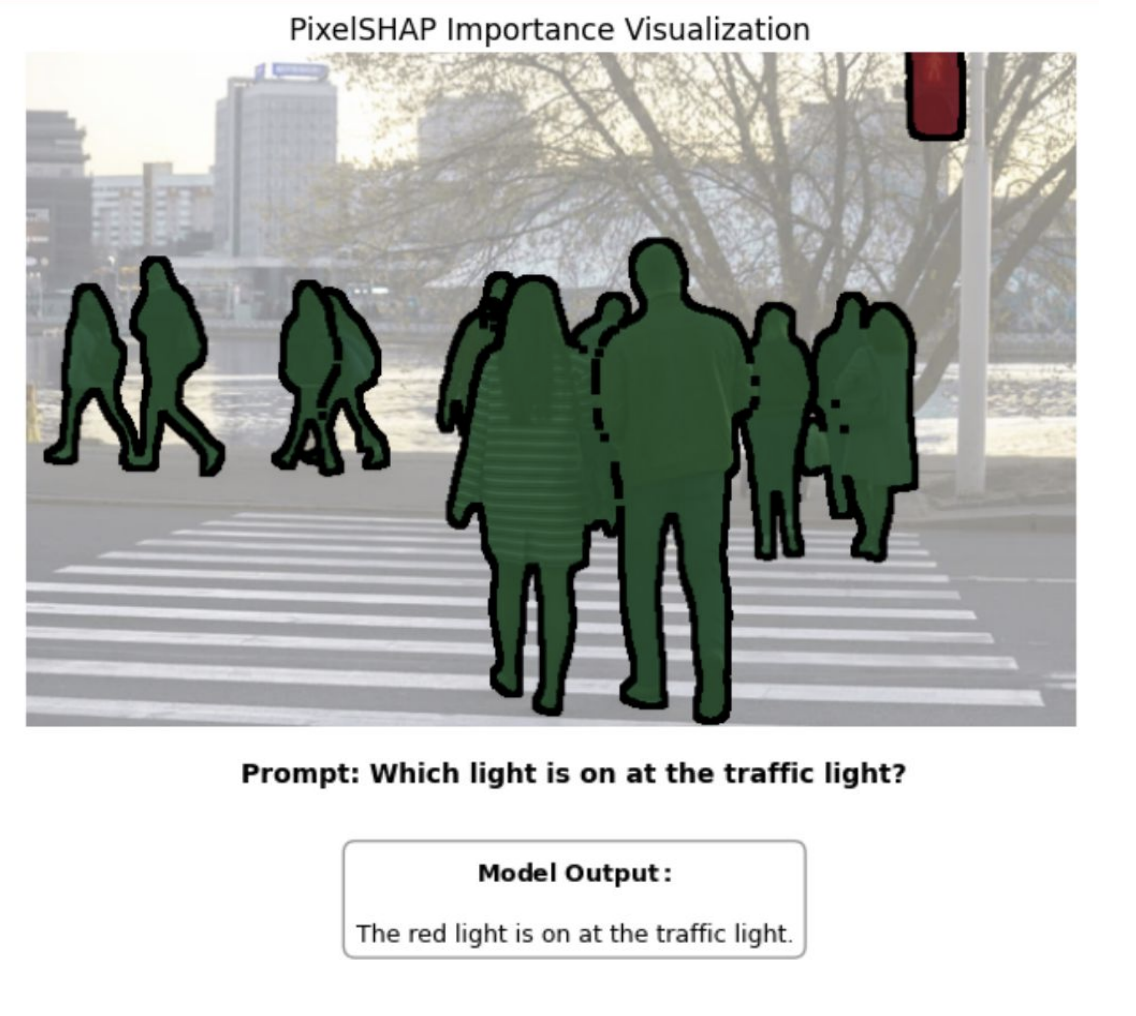 PixelSHAP Importance Visualization
Prompt: Which light is on at the traffic light?
Model Output:
The red light is on at the traffic light.